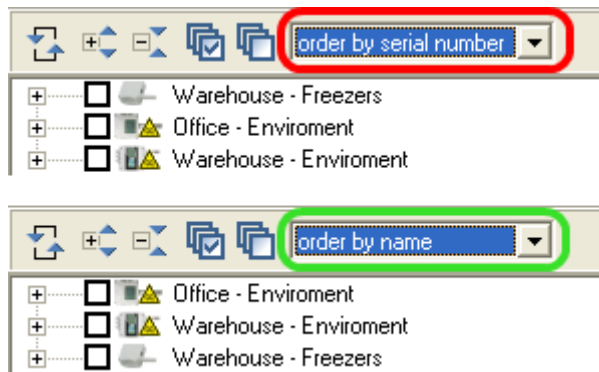 order by serial number
Warehouse - Freezers
Office - Enviroment
Warehouse - Enviroment
order by name
Office - Enviroment
Warehouse - Enviroment
Warehouse - Freezers